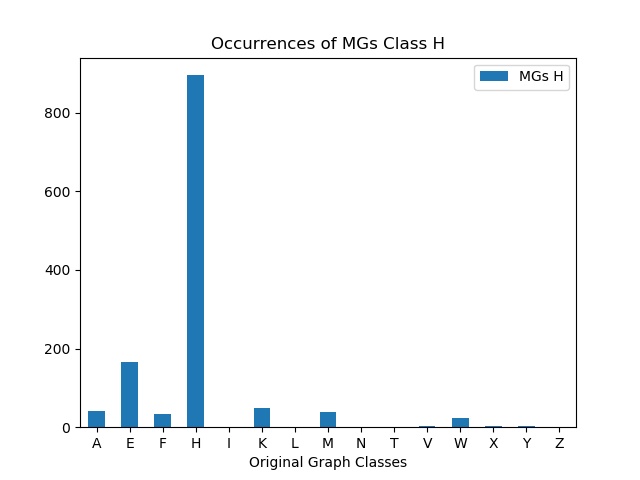 Occurrences of MGs Class H
MGs H
800
600
400
200
0
A E F H I K L M N T V W X Y Z
Original Graph Classes